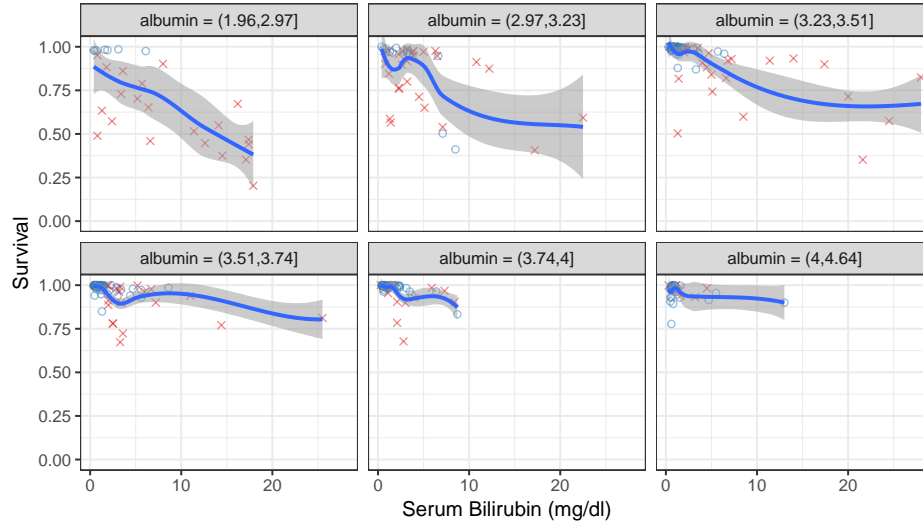 albumin = (1.96,2.97]
albumin = (2.97,3.23]
albumin = (3.23,3.51]
1.00
0.75
0.50
0.25
0.00
Survival
albumin = (3.51,3.74]
albumin = (3.74,4]
albumin = (4,4.64]
1.00
0.75
0.50
0.25
0.00
0 10 20
0 10 20
0 10 20
Serum Bilirubin (mg/dl)